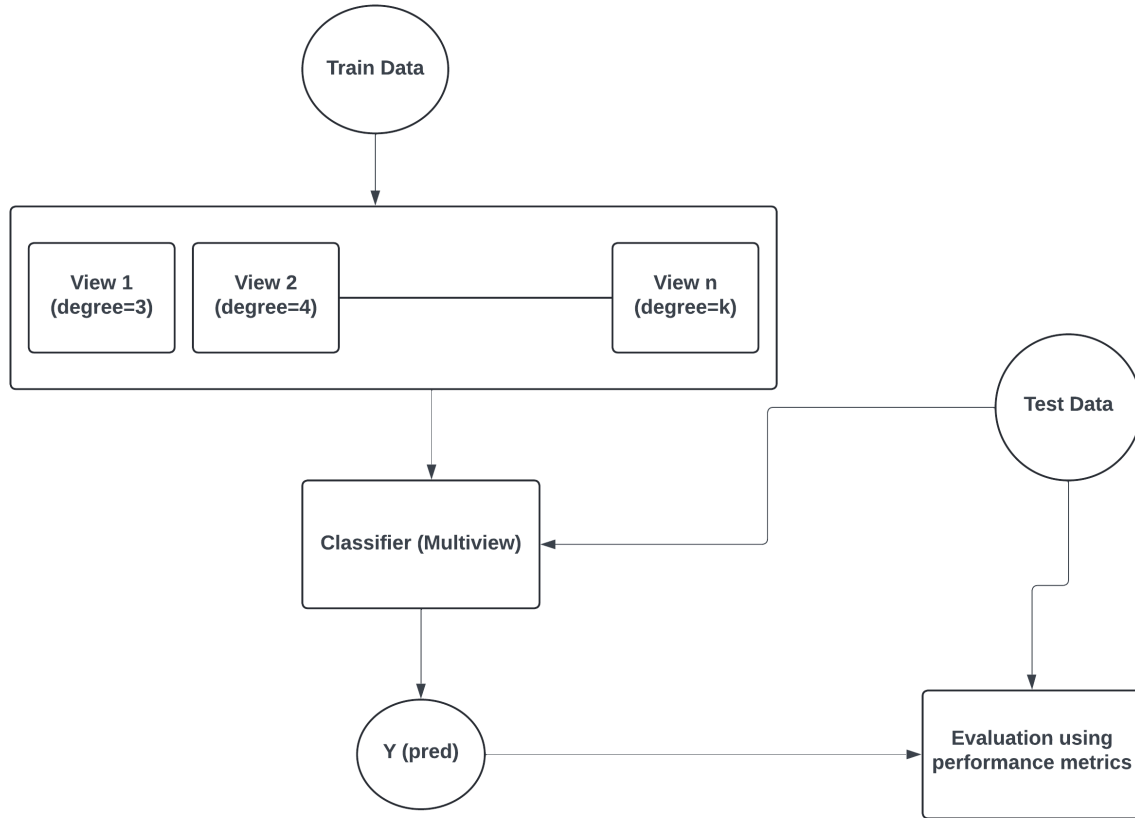 Train Data
View 1
(degree=3)
View 2
(degree=4)
View n
(degree=k)
Test Data
Classifier (Multiview)
Y (pred)
Evaluation using
performance metrics